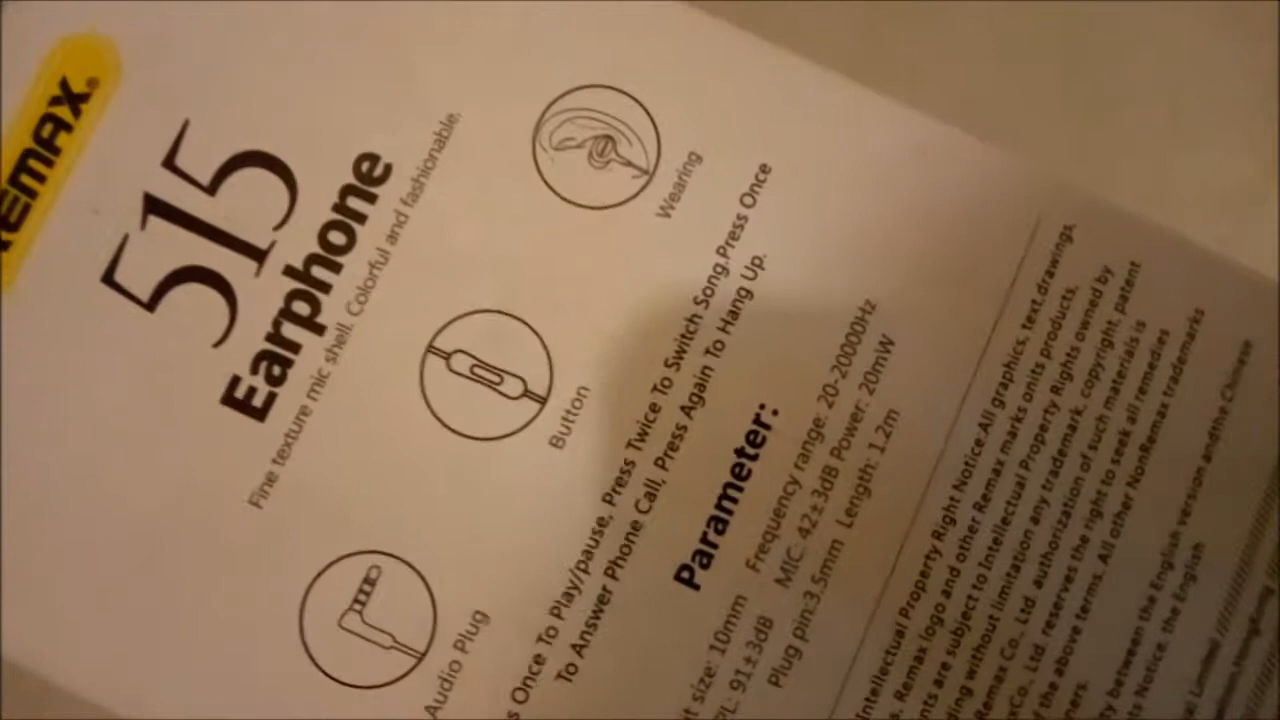 REMAX®
515
Earphone
Fine texture mic shell. Colorful and fashionable.
Audio Plug
Button
Wearing
Once To Play/pause, Press Twice To Switch Song.Press Once
To Answer Phone Call, Press Again To Hang Up.
Parameter:
size: 10mm Frequency range: 20-20000Hz
91±3dB MIC: 42±3dB Power: 20mW
Plug pin:3.5mm Length: 1.2m
Intellectual Property Right Notice:All graphics, text,drawings,
Remax logo and other Remax marks onits products,
are subject to Intellectual Property Rights owned by
without limitation any trademark, copyright, patent
Remax Co., Ltd authorization of such materials is
Ltd. reserves the right to seek all remedies
the above terms. All other NonRemax trademarks
between the English version andthe Chinese
Notice, the English
Limited